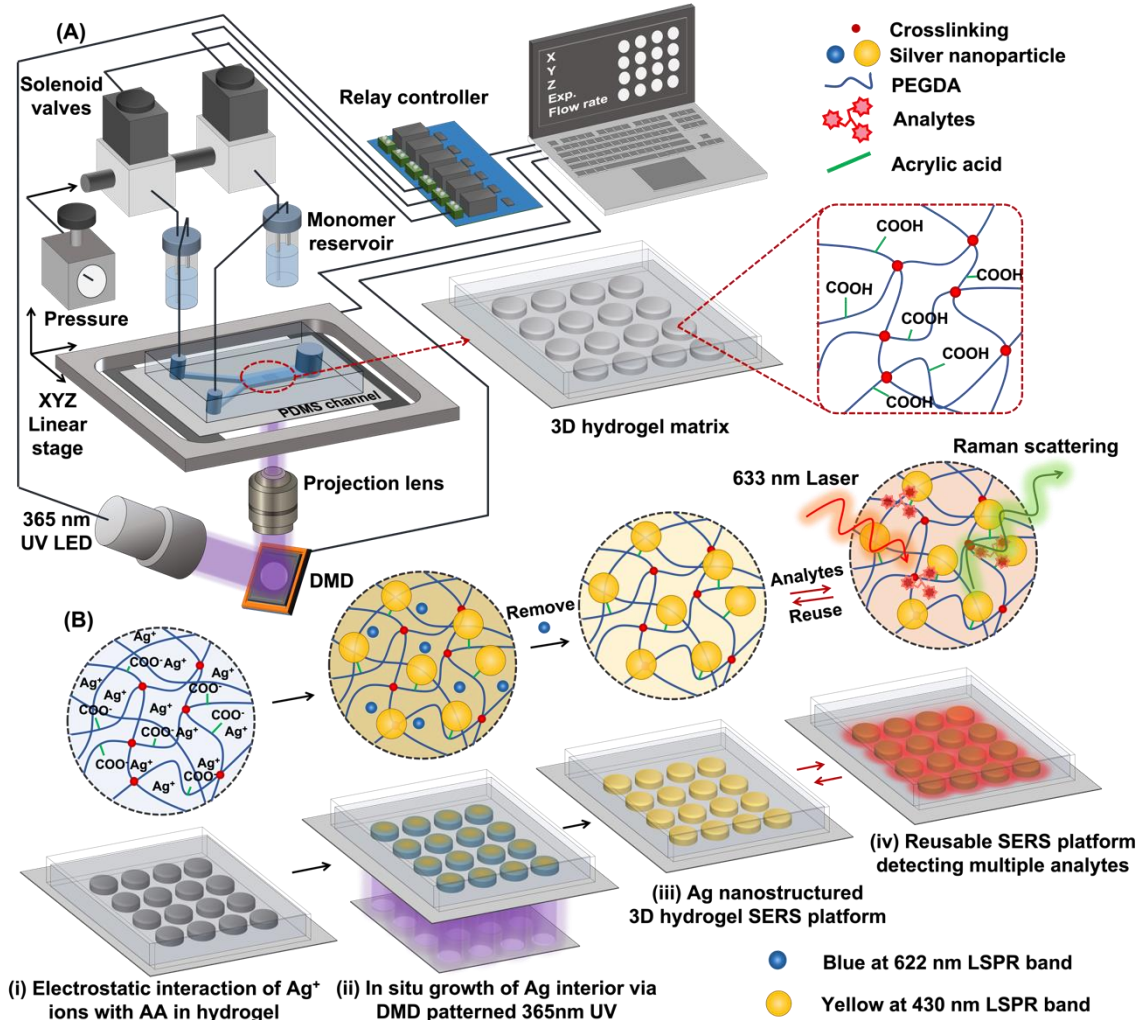 (A)
Solenoid
valves
Relay controller
X
Y
Z
Exp.
Flow rate
Crosslinking
Silver nanoparticle
PEGDA
Analytes
Acrylic acid
Monomer
reservoir
Pressure
XYZ
Linear
stage
PDMS channel
3D hydrogel matrix
COOH
COOH
COOH
COOH
COOH
COOH
Projection lens
365 nm
UV LED
DMD
633 nm Laser
Raman scattering
(B)
Remove
Analytes
Reuse
Ag⁺
COO⁻Ag⁺
Ag⁺
Ag⁺
Ag⁺
COO⁻
COO⁻
Ag⁺
COO⁻
Ag⁺
COO⁻Ag⁺
COO⁻Ag⁺
Ag⁺
COO⁻
Ag⁺
(i) Electrostatic interaction of Ag⁺
ions with AA in hydrogel
(ii) In situ growth of Ag interior via
DMD patterned 365nm UV
(iii) Ag nanostructured
3D hydrogel SERS platform
(iv) Reusable SERS platform
detecting multiple analytes
Blue at 622 nm LSPR band
Yellow at 430 nm LSPR band